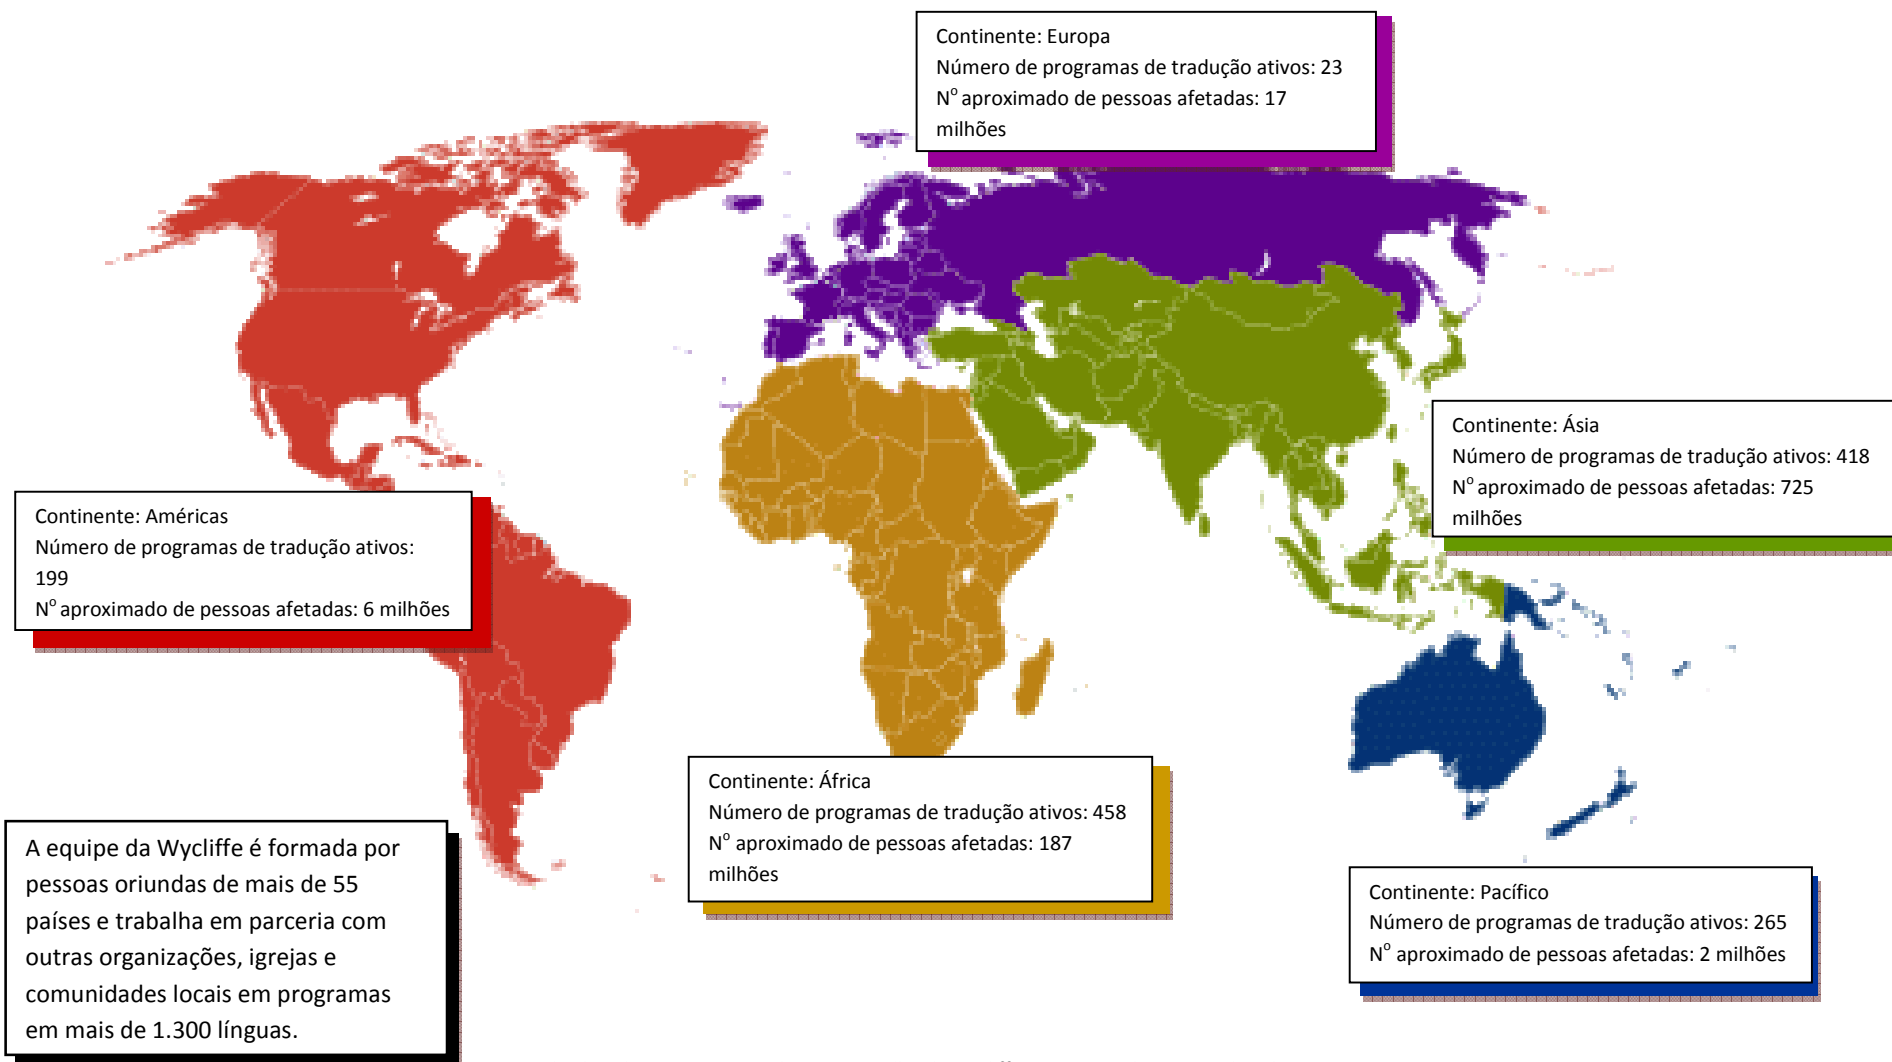 Continente: Europa
Número de programas de tradução ativos: 23
Nº aproximado de pessoas afetadas: 17
milhões
Continente: Ásia
Número de programas de tradução ativos: 418
Nº aproximado de pessoas afetadas: 725
milhões
Continente: Américas
Número de programas de tradução ativos:
199
Nº aproximado de pessoas afetadas: 6 milhões
Continente: África
Número de programas de tradução ativos: 458
Nº aproximado de pessoas afetadas: 187
milhões
Continente: Pacífico
Número de programas de tradução ativos: 265
Nº aproximado de pessoas afetadas: 2 milhões
A equipe da Wycliffe é formada por
pessoas oriundas de mais de 55
países e trabalha em parceria com
outras organizações, igrejas e
comunidades locais em programas
em mais de 1.300 línguas.